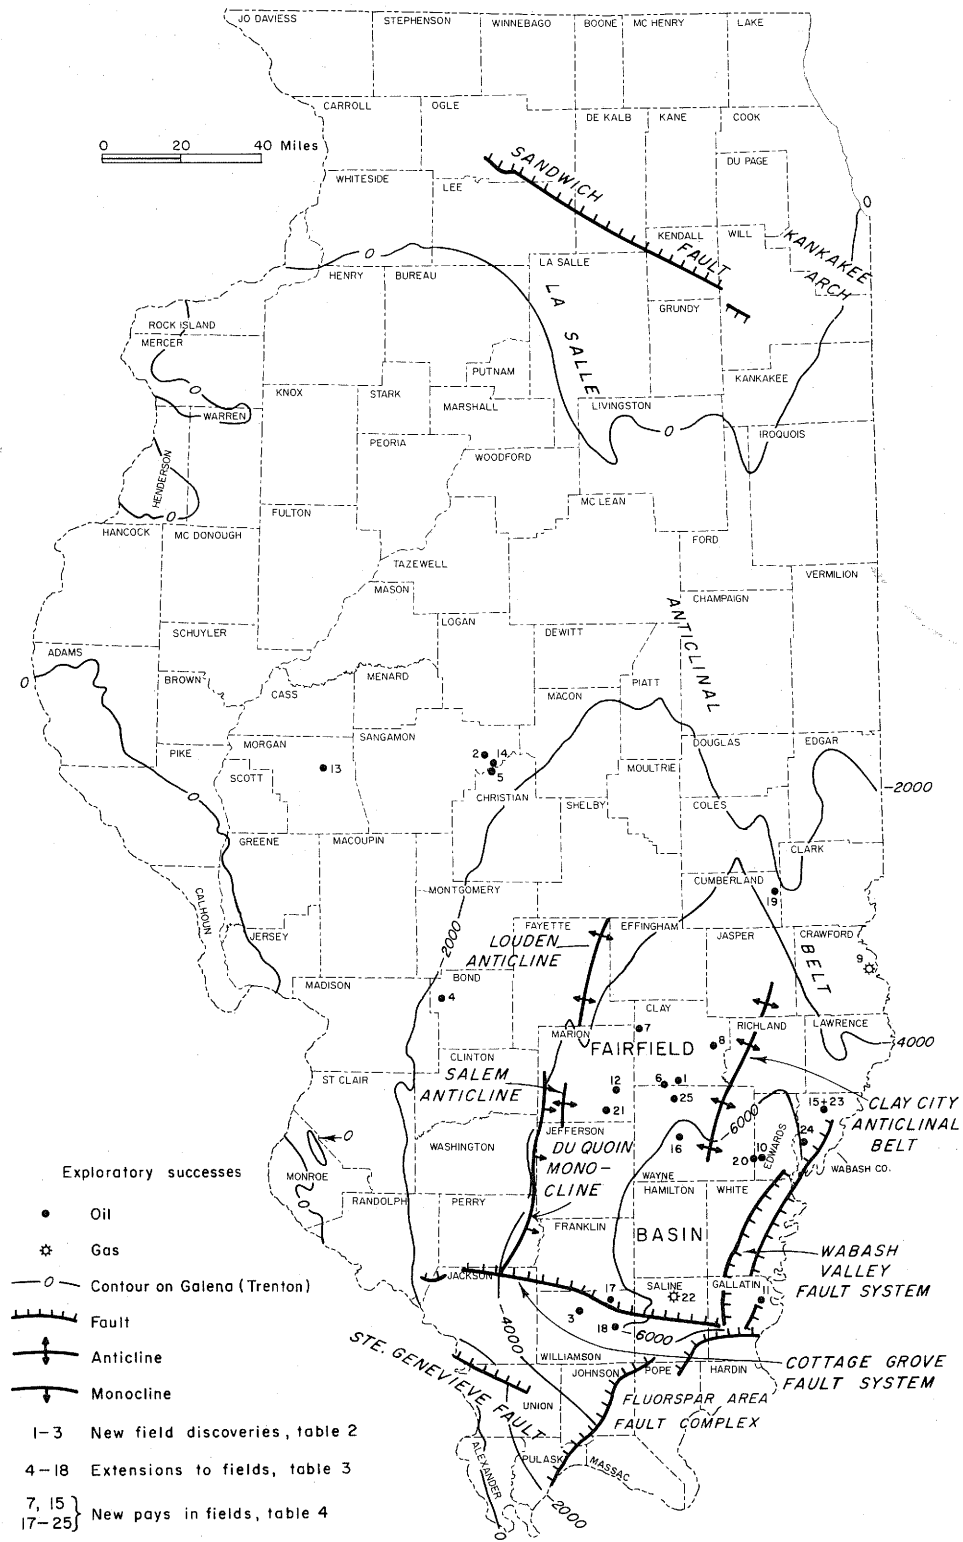 JO DAVIESS
STEPHENSON
WINNEBAGO
BOONE
MC HENRY
LAKE
CARROLL
OGLE
DE KALB
KANE
COOK
0 20 40 Miles
DU PAGE
WHITESIDE
LEE
SANDWICH
FAULT
KENDALL
WILL
KANKAKEE
ARCH
0
0
HENRY
BUREAU
LA SALLE
LA SALLE
GRUNDY
ROCK ISLAND
MERCER
PUTNAM
KANKAKEE
0
KNOX
STARK
MARSHALL
LIVINGSTON
WARREN
0
IROQUOIS
PEORIA
WOODFORD
HENDERSON
MC LEAN
0
FULTON
HANCOCK
MC DONOUGH
FORD
TAZEWELL
VERMILION
MASON
CHAMPAIGN
ANTICLINAL
LOGAN
SCHUYLER
DEWITT
ADAMS
0
BROWN
CASS
MENARD
PIATT
MACON
SANGAMON
MORGAN
DOUGLAS
EDGAR
PIKE
2
14
5
13
SCOTT
MOULTRIE
-2000
0
CHRISTIAN
SHELBY
COLES
GREENE
MACOUPIN
CLARK
CALHOUN
MONTGOMERY
CUMBERLAND
19
JERSEY
-2000
FAYETTE
EFFINGHAM
JASPER
CRAWFORD
LOUDEN
ANTICLINE
BELT
9
MADISON
BOND
4
CLAY
RICHLAND
LAWRENCE
MARION
7
FAIRFIELD
8
-4000
CLINTON
SALEM
ANTICLINE
ST CLAIR
12
6
1
21
25
15+23
CLAY CITY
ANTICLINAL
BELT
-6000
JEFFERSON
WASHINGTON
DU QUOIN
MONO-
CLINE
16
10
20
EDWARDS
24
WABASH CO.
0
MONROE
0
WAYNE
RANDOLPH
PERRY
HAMILTON
WHITE
FRANKLIN
BASIN
WABASH
VALLEY
FAULT SYSTEM
JACKSON
SALINE
GALLATIN
17
22
11
3
18
-6000
-4000
WILLIAMSON
COTTAGE GROVE
FAULT SYSTEM
STE. GENEVIEVE FAULT
JOHNSON
POPE
HARDIN
UNION
FLUORSPAR AREA
FAULT COMPLEX
PULASKI
MASSAC
ALEXANDER
-2000
0
Exploratory successes
Oil
Gas
0 Contour on Galena (Trenton)
Fault
Anticline
Monocline
1-3 New field discoveries, table 2
4-18 Extensions to fields, table 3
7, 15
17-25} New pays in fields, table 4